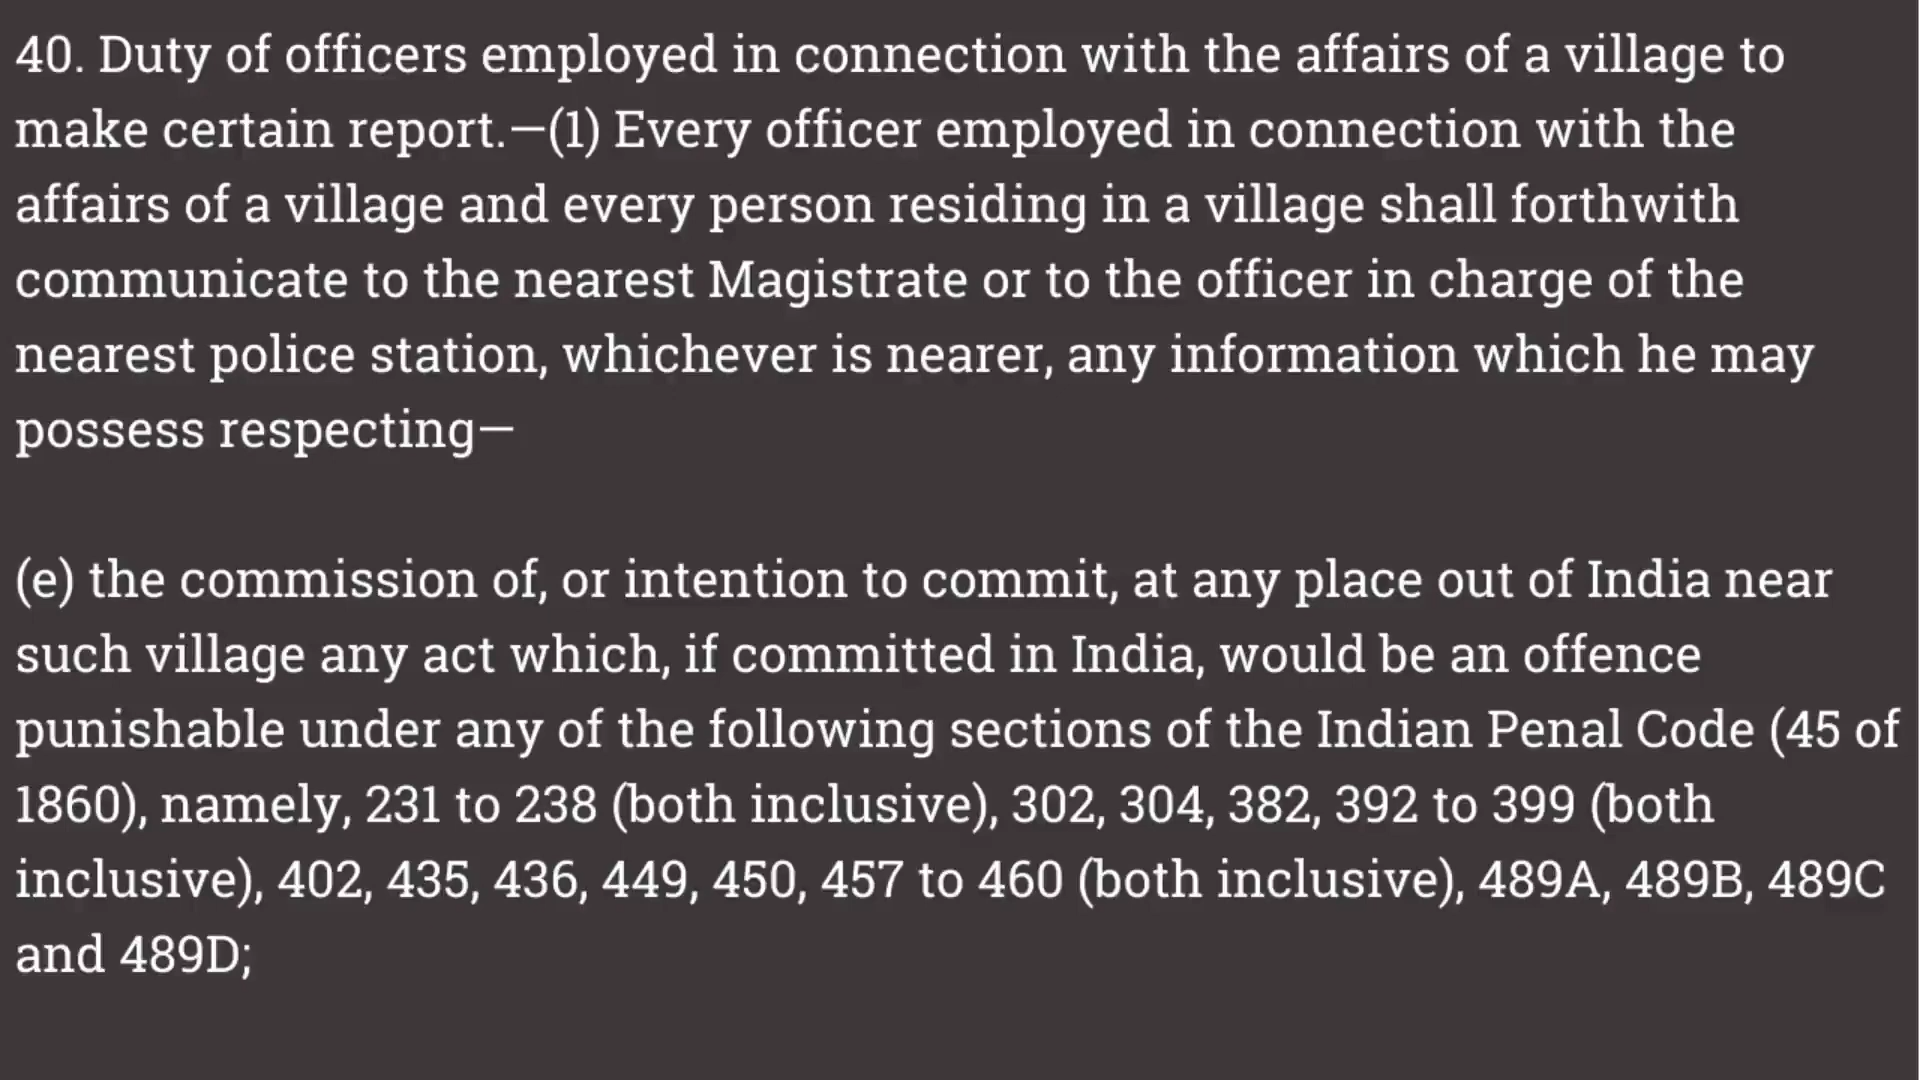 40. Duty of officers employed in connection with the affairs of a village to
make certain report.—(1) Every officer employed in connection with the
affairs of a village and every person residing in a village shall forthwith
communicate to the nearest Magistrate or to the officer in charge of the
nearest police station, whichever is nearer, any information which he may
possess respecting—
(e) the commission of, or intention to commit, at any place out of India near
such village any act which, if committed in India, would be an offence
punishable under any of the following sections of the Indian Penal Code (45 of
1860), namely, 231 to 238 (both inclusive), 302, 304, 382, 392 to 399 (both
inclusive), 402, 435, 436, 449, 450, 457 to 460 (both inclusive), 489A, 489B, 489C
and 489D;